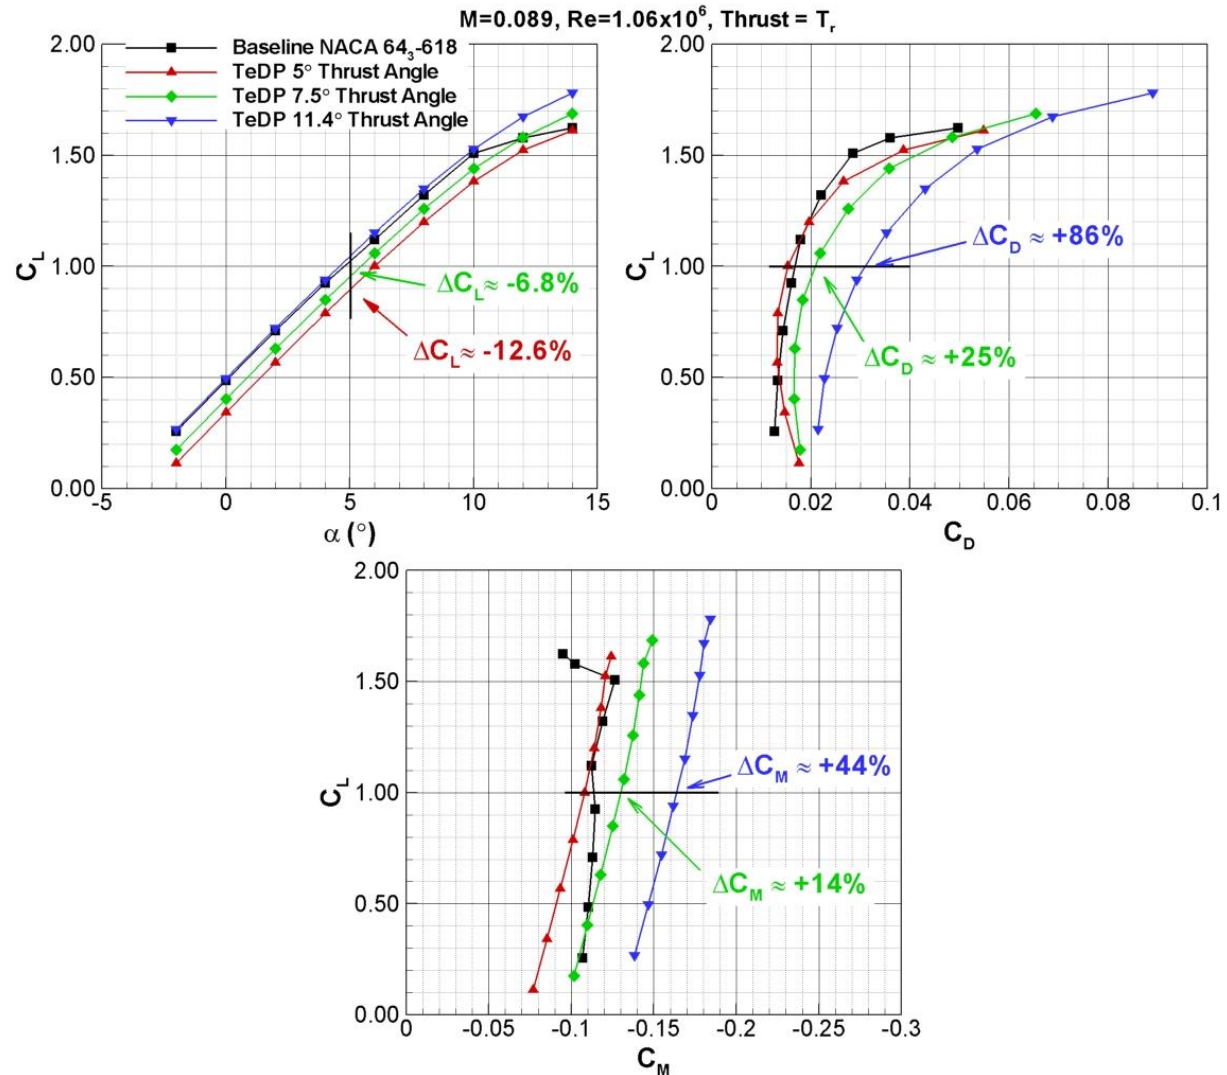 M=0.089, Re=1.06x10⁶, Thrust = Tᵣ
Baseline NACA 64₃-618
TeDP 5° Thrust Angle
TeDP 7.5° Thrust Angle
TeDP 11.4° Thrust Angle
2.00
1.50
1.00
0.50
0.00
C_L
-5
0
5
10
15
α (°)
ΔC_L ≈ -6.8%
ΔC_L ≈ -12.6%
2.00
1.50
1.00
0.50
0.00
C_L
0
0.02
0.04
0.06
0.08
0.1
C_D
ΔC_D ≈ +86%
ΔC_D ≈ +25%
2.00
1.50
1.00
0.50
0.00
C_L
0
-0.05
-0.1
-0.15
-0.2
-0.25
-0.3
C_M
ΔC_M ≈ +44%
ΔC_M ≈ +14%